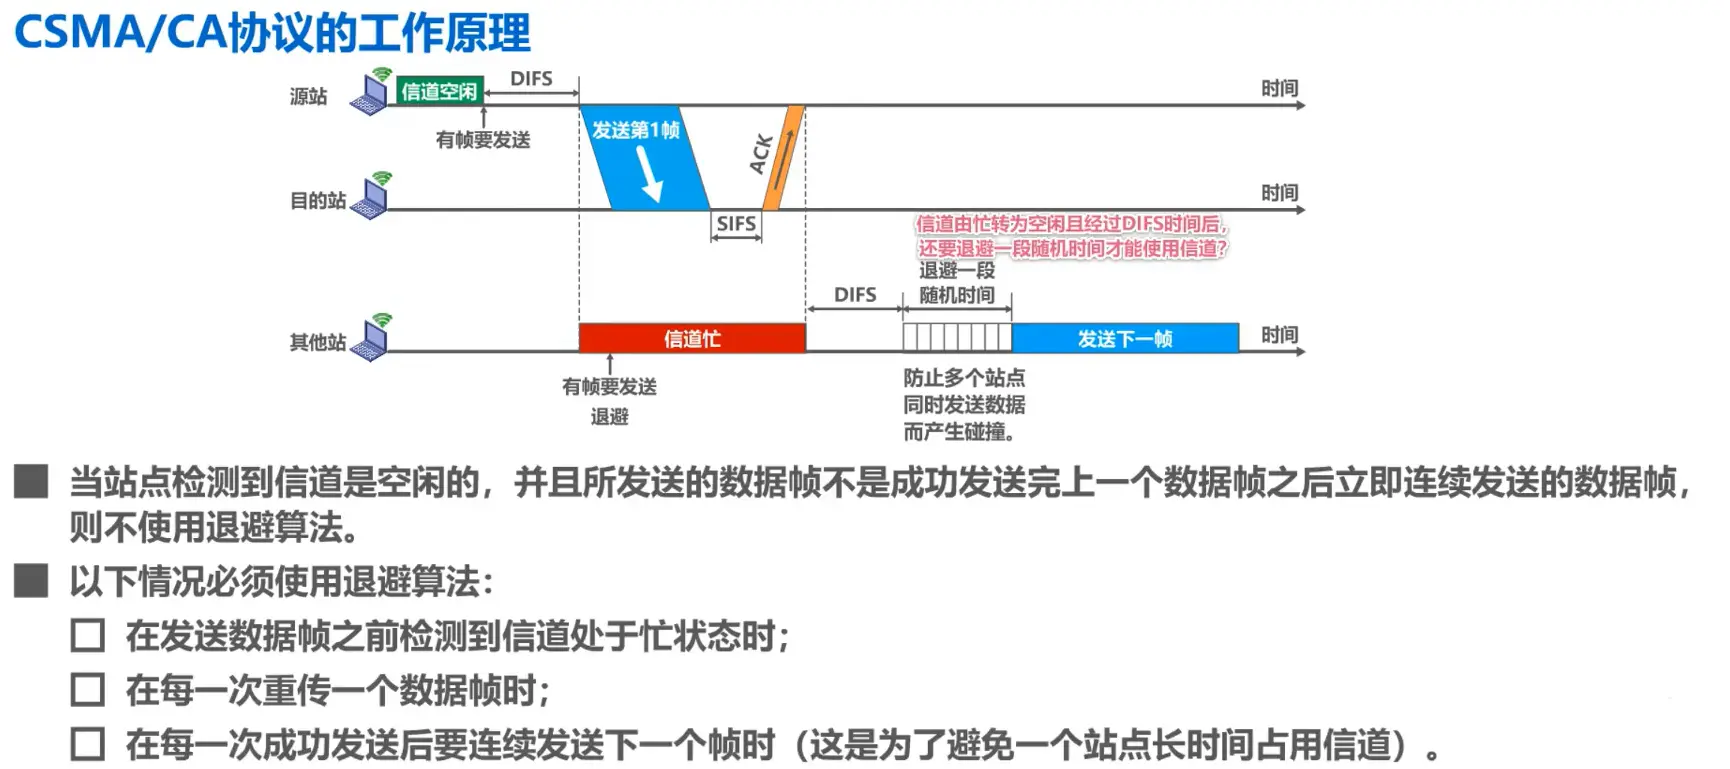 CSMA/CA协议的工作原理
源站
信道空闲
DIFS
时间
有帧要发送
发送第1帧
ACK
目的站
时间
SIFS
信道由忙转为空闲且经过DIFS时间后，
还要退避一段随机时间才能使用信道？
退避一段
随机时间
DIFS
其他站
信道忙
发送下一帧
时间
有帧要发送
退避
防止多个站点
同时发送数据
而产生碰撞。
当站点检测到信道是空闲的，并且所发送的数据帧不是成功发送完上一个数据帧之后立即连续发送的数据帧，
则不使用退避算法。
以下情况必须使用退避算法：
在发送数据帧之前检测到信道处于忙状态时；
在每一次重传一个数据帧时；
在每一次成功发送后要连续发送下一个帧时（这是为了避免一个站点长时间占用信道）。